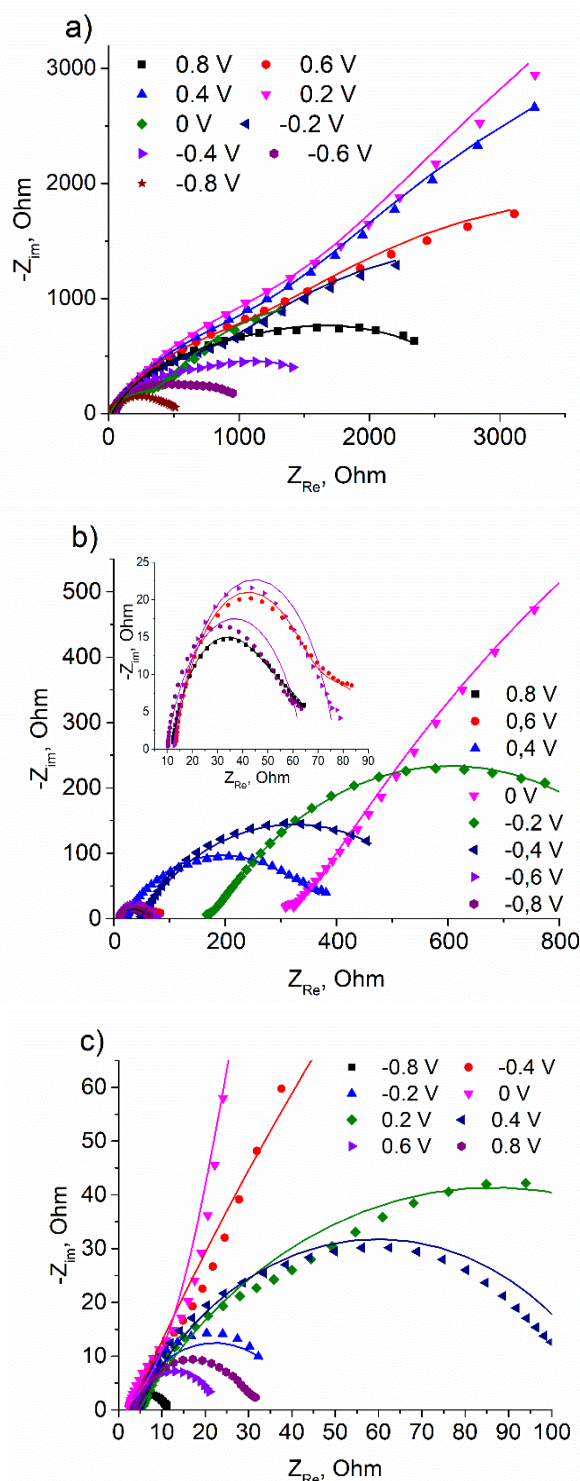 a)
0.8 V 0.6 V
0.4 V 0.2 V
0 V -0.2 V
-0.4 V -0.6 V
-0.8 V
3000
2000
1000
0
-Z_im, Ohm
0 1000 2000 3000
Z_Re, Ohm
b)
500
400
300
200
100
0
-Z_im, Ohm
25
20
15
10
5
0
-Z_im, Ohm
0 10 20 30 40 50 60 70 80 90
Z_Re, Ohm
0.8 V
0,6 V
0,4 V
0 V
-0.2 V
-0,4 V
-0,6 V
-0,8 V
0 200 400 600 800
Z_Re, Ohm
c)
-0.8 V -0.4 V
-0.2 V 0 V
0.2 V 0.4 V
0.6 V 0.8 V
60
50
40
30
20
10
0
-Z_im, Ohm
0 10 20 30 40 50 60 70 80 90 100
Z_Re, Ohm